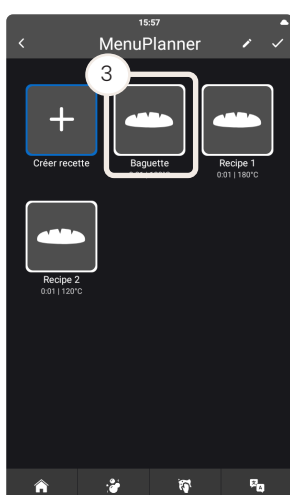 15:57
MenuPlanner
3
Créer recette
Baguette
Recipe 1
0:01 | 180°C
Recipe 2
0:01 | 120°C